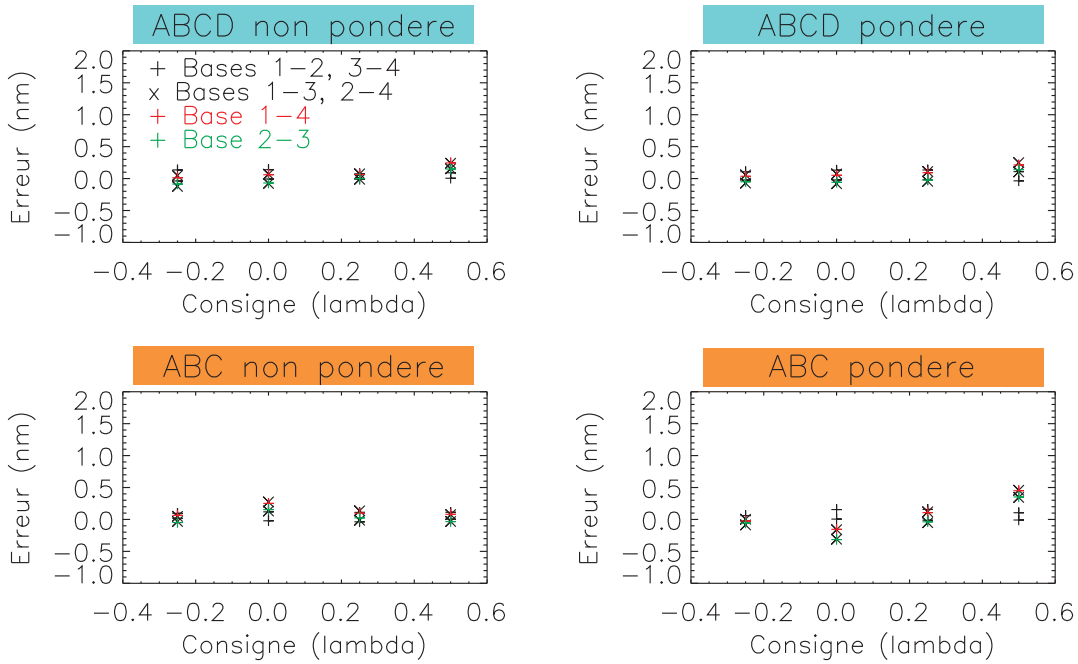 ABCD non pondere
2.0
1.5
1.0
0.5
0.0
−0.5
−1.0
Erreur (nm)
+ Bases 1−2, 3−4
x Bases 1−3, 2−4
+ Base 1−4
+ Base 2−3
−0.4 −0.2 0.0 0.2 0.4 0.6
Consigne (lambda)
ABCD pondere
2.0
1.5
1.0
0.5
0.0
−0.5
−1.0
Erreur (nm)
−0.4 −0.2 0.0 0.2 0.4 0.6
Consigne (lambda)
ABC non pondere
2.0
1.5
1.0
0.5
0.0
−0.5
−1.0
Erreur (nm)
−0.4 −0.2 0.0 0.2 0.4 0.6
Consigne (lambda)
ABC pondere
2.0
1.5
1.0
0.5
0.0
−0.5
−1.0
Erreur (nm)
−0.4 −0.2 0.0 0.2 0.4 0.6
Consigne (lambda)